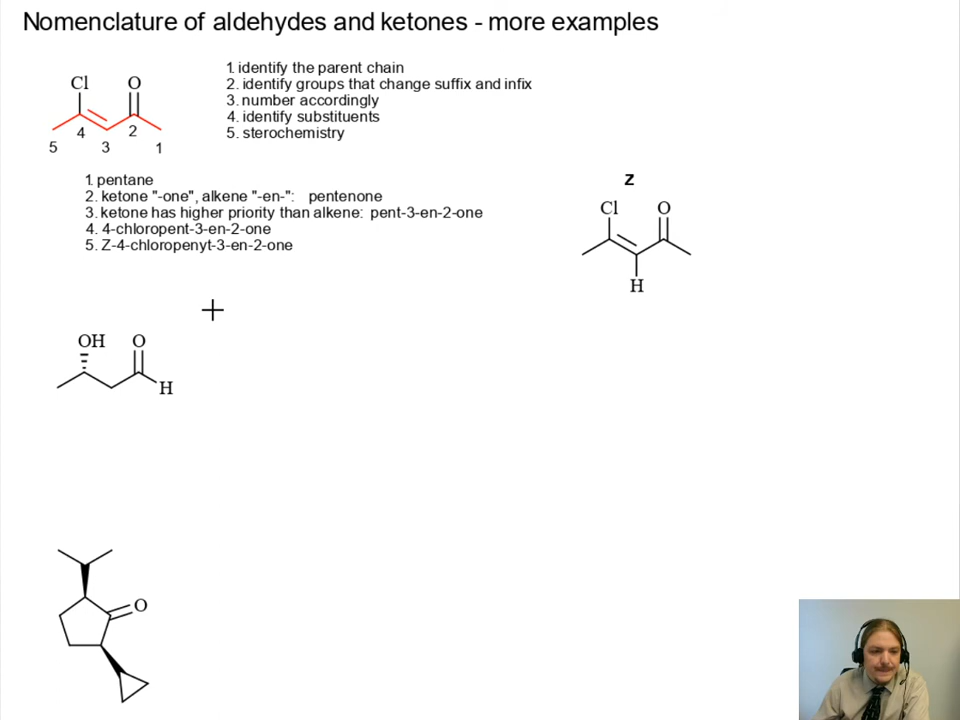 Nomenclature of aldehydes and ketones - more examples
Cl O
4 2
5 3 1
1. identify the parent chain
2. identify groups that change suffix and infix
3. number accordingly
4. identify substituents
5. sterochemistry
1. pentane
2. ketone "-one", alkene "-en-": pentenone
3. ketone has higher priority than alkene: pent-3-en-2-one
4. 4-chloropent-3-en-2-one
5. Z-4-chloropenyt-3-en-2-one
Z
Cl O
H
OH O
H
O